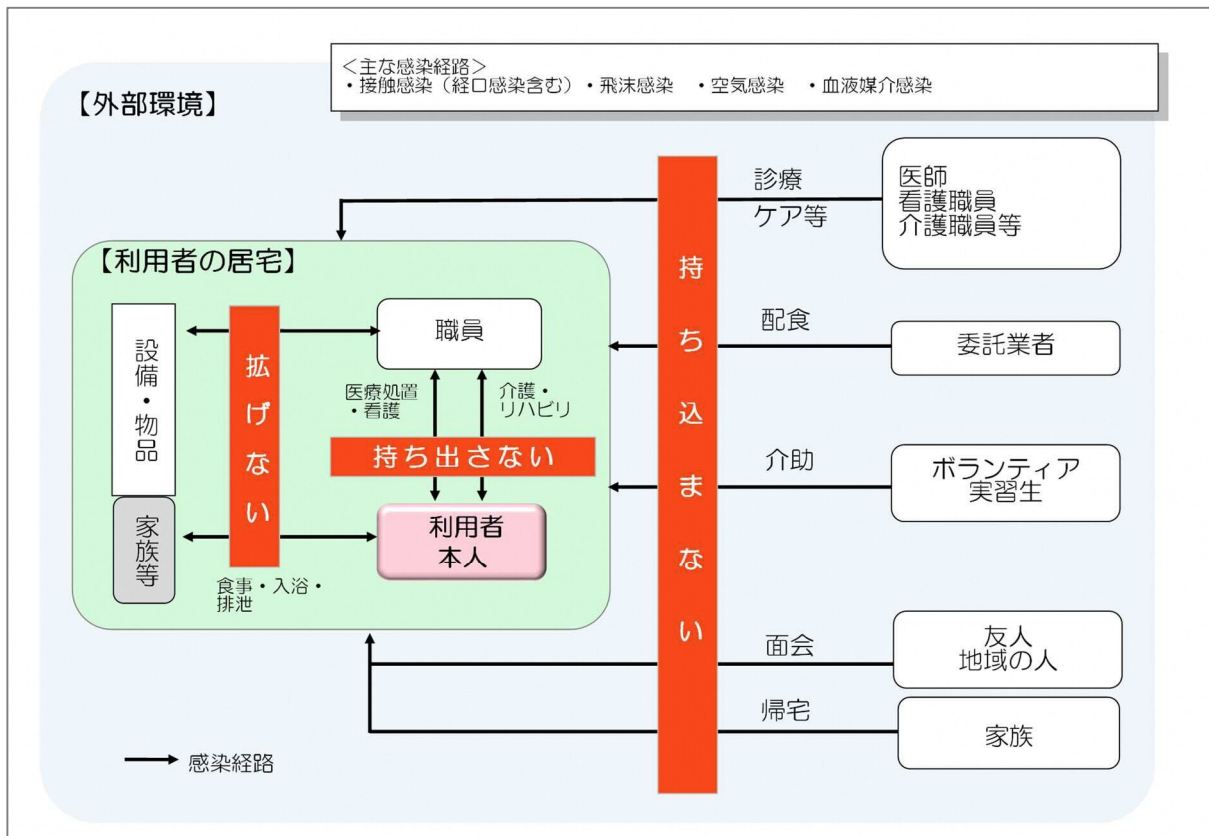 ＜主な感染経路＞
・接触感染（経口感染含む）・飛沫感染　・空気感染　・血液媒介感染
【外部環境】
診療
ケア等
医師
看護職員
介護職員等
【利用者の居宅】
持ち込まない
設備・物品
拡げない
職員
配食
委託業者
医療処置
・看護
介護・
リハビリ
持ち出さない
介助
ボランティア
実習生
家族等
利用者
本人
食事・入浴・
排泄
面会
友人
地域の人
帰宅
家族
感染経路